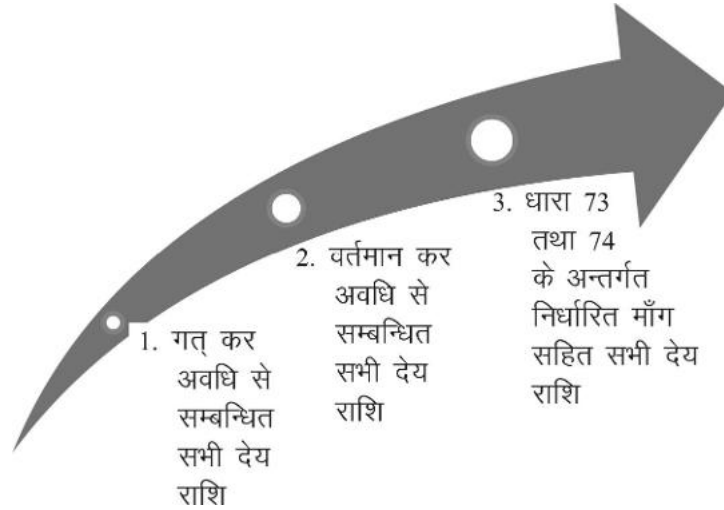 1. गत् कर
अवधि से
सम्बन्धित
सभी देय
राशि
2. वर्तमान कर
अवधि से
सम्बन्धित
सभी देय
राशि
3. धारा 73
तथा 74
के अन्तर्गत
निर्धारित माँग
सहित सभी देय
राशि